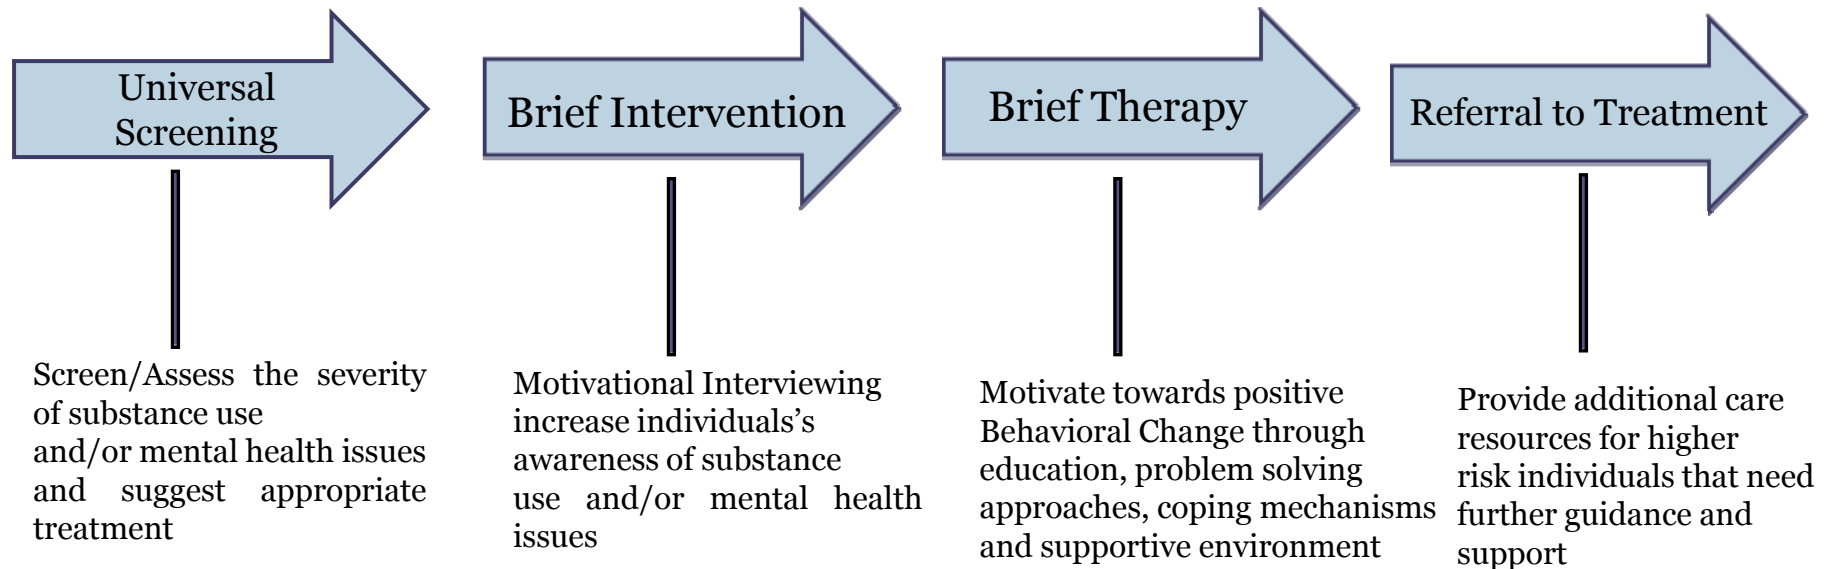 Universal
Screening
Brief Intervention
Brief Therapy
Referral to Treatment
Screen/Assess the severity
of substance use
and/or mental health issues
and suggest appropriate
treatment
Motivational Interviewing
increase individuals’s
awareness of substance
use and/or mental health
issues
Motivate towards positive
Behavioral Change through
education, problem solving
approaches, coping mechanisms
and supportive environment
Provide additional care
resources for higher
risk individuals that need
further guidance and
support